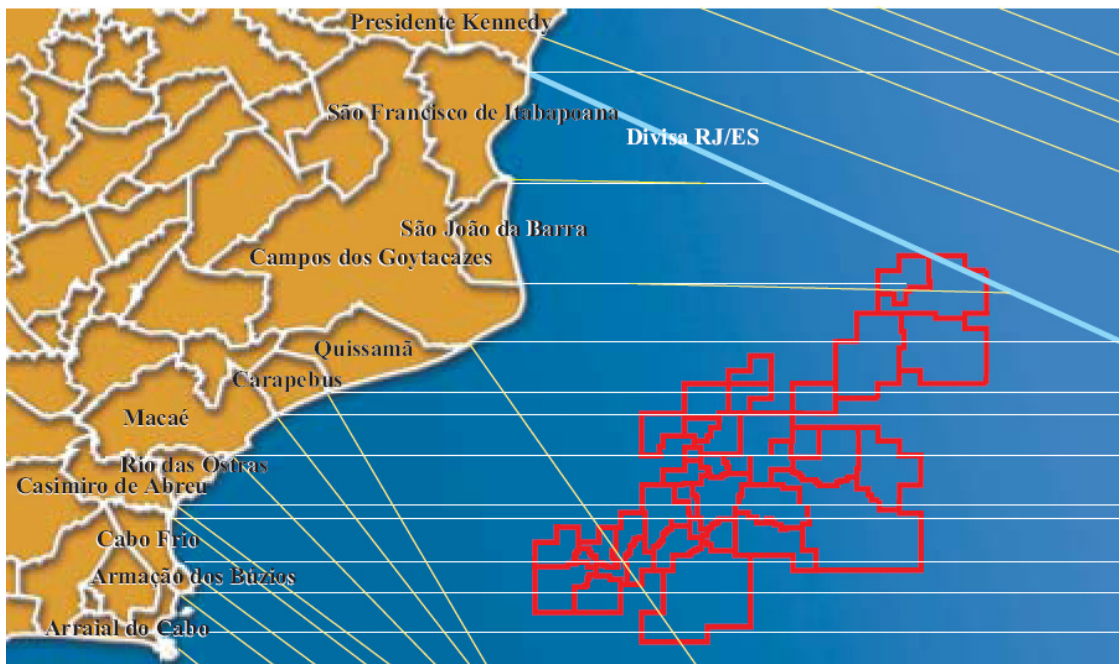 Presidente Kennedy
São Francisco de Itabapoana
Divisa RJ/ES
São João da Barra
Campos dos Goytacazes
Quissamã
Carapebus
Macaé
Rio das Ostras
Casimiro de Abreu
Cabo Frio
Armação dos Búzios
Arraial do Cabo